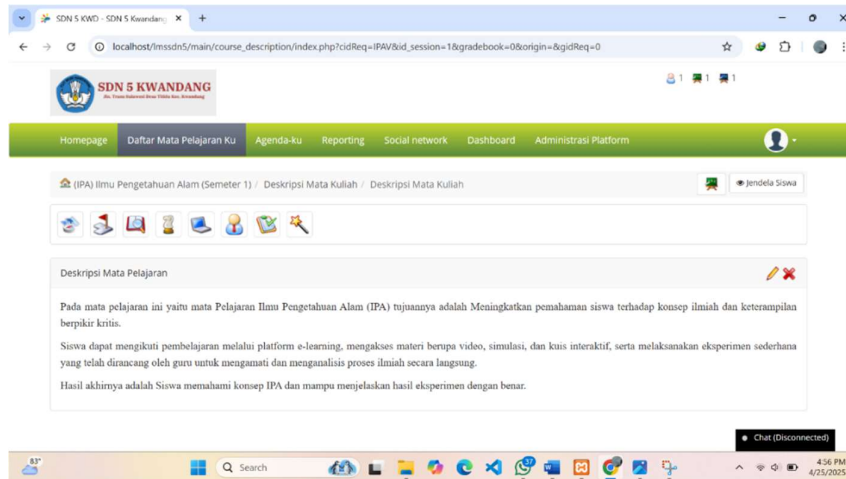 SDN 5 KWD - SDN 5 Kwandang
localhost/lmssdn5/main/course_description/index.php?cidReq=IPAV&id_session=1&gradebook=0&origin=&gidReq=0
SDN 5 KWANDANG
1 1 1
Homepage Daftar Mata Pelajaran Ku Agenda-ku Reporting Social network Dashboard Administrasi Platform
(IPA) Ilmu Pengetahuan Alam (Semeter 1) / Deskripsi Mata Kuliah / Deskripsi Mata Kuliah
Jendela Siswa
Deskripsi Mata Pelajaran
Pada mata pelajaran ini yaitu mata Pelajaran Ilmu Pengetahuan Alam (IPA) tujuannya adalah Meningkatkan pemahaman siswa terhadap konsep ilmiah dan keterampilan
berpikir kritis.
Siswa dapat mengikuti pembelajaran melalui platform e-learning, mengakses materi berupa video, simulasi, dan kuis interaktif, serta melaksanakan eksperimen sederhana
yang telah dirancang oleh guru untuk mengamati dan menganalisis proses ilmiah secara langsung.
Hasil akhirnya adalah Siswa memahami konsep IPA dan mampu menjelaskan hasil eksperimen dengan benar.
Chat (Disconnected)
83°
Search
37
4:56 PM
4/25/2025